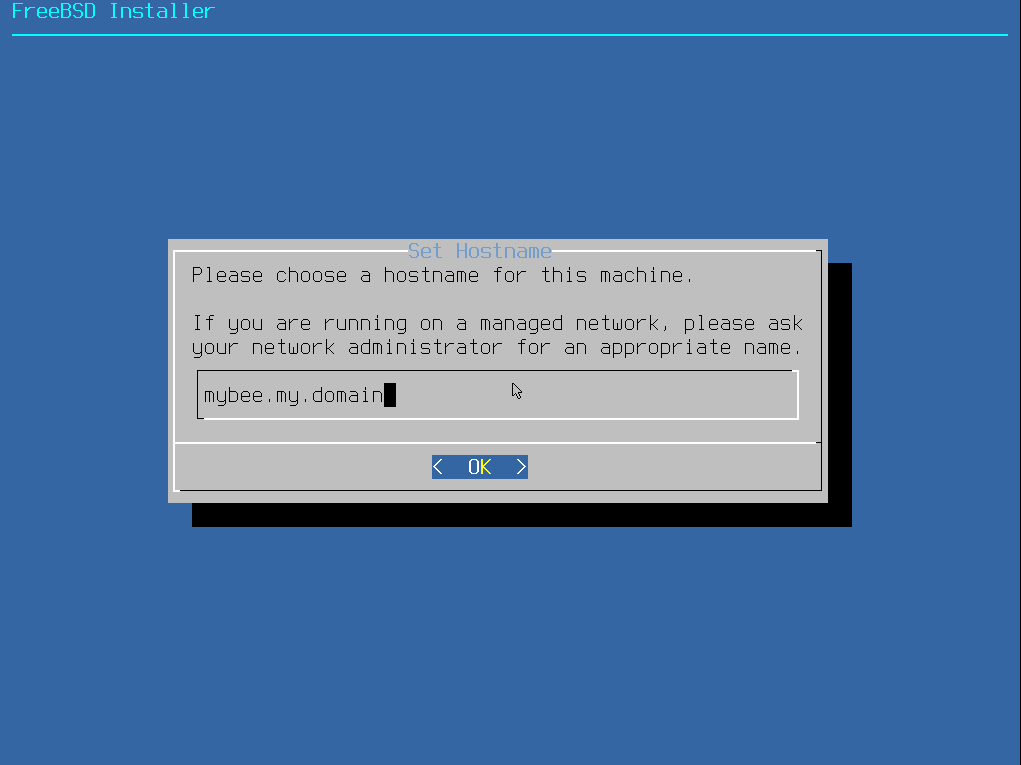 FreeBSD Installer
Set Hostname
Please choose a hostname for this machine.
If you are running on a managed network, please ask
your network administrator for an appropriate name.
mybee.my.domain
< OK >